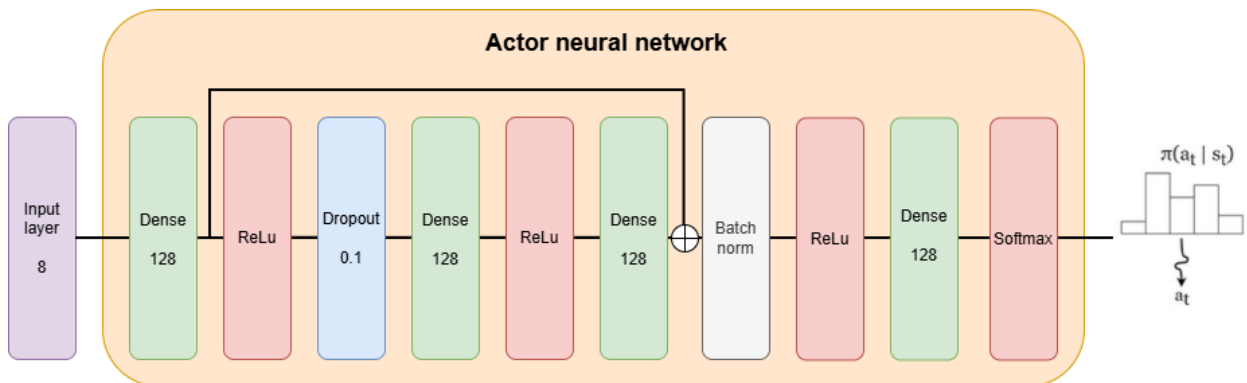 Actor neural network
Input
layer
8
Dense
128
ReLu
Dropout
0.1
Dense
128
ReLu
Dense
128
Batch
norm
ReLu
Dense
128
Softmax
π(aₜ | sₜ)
aₜ